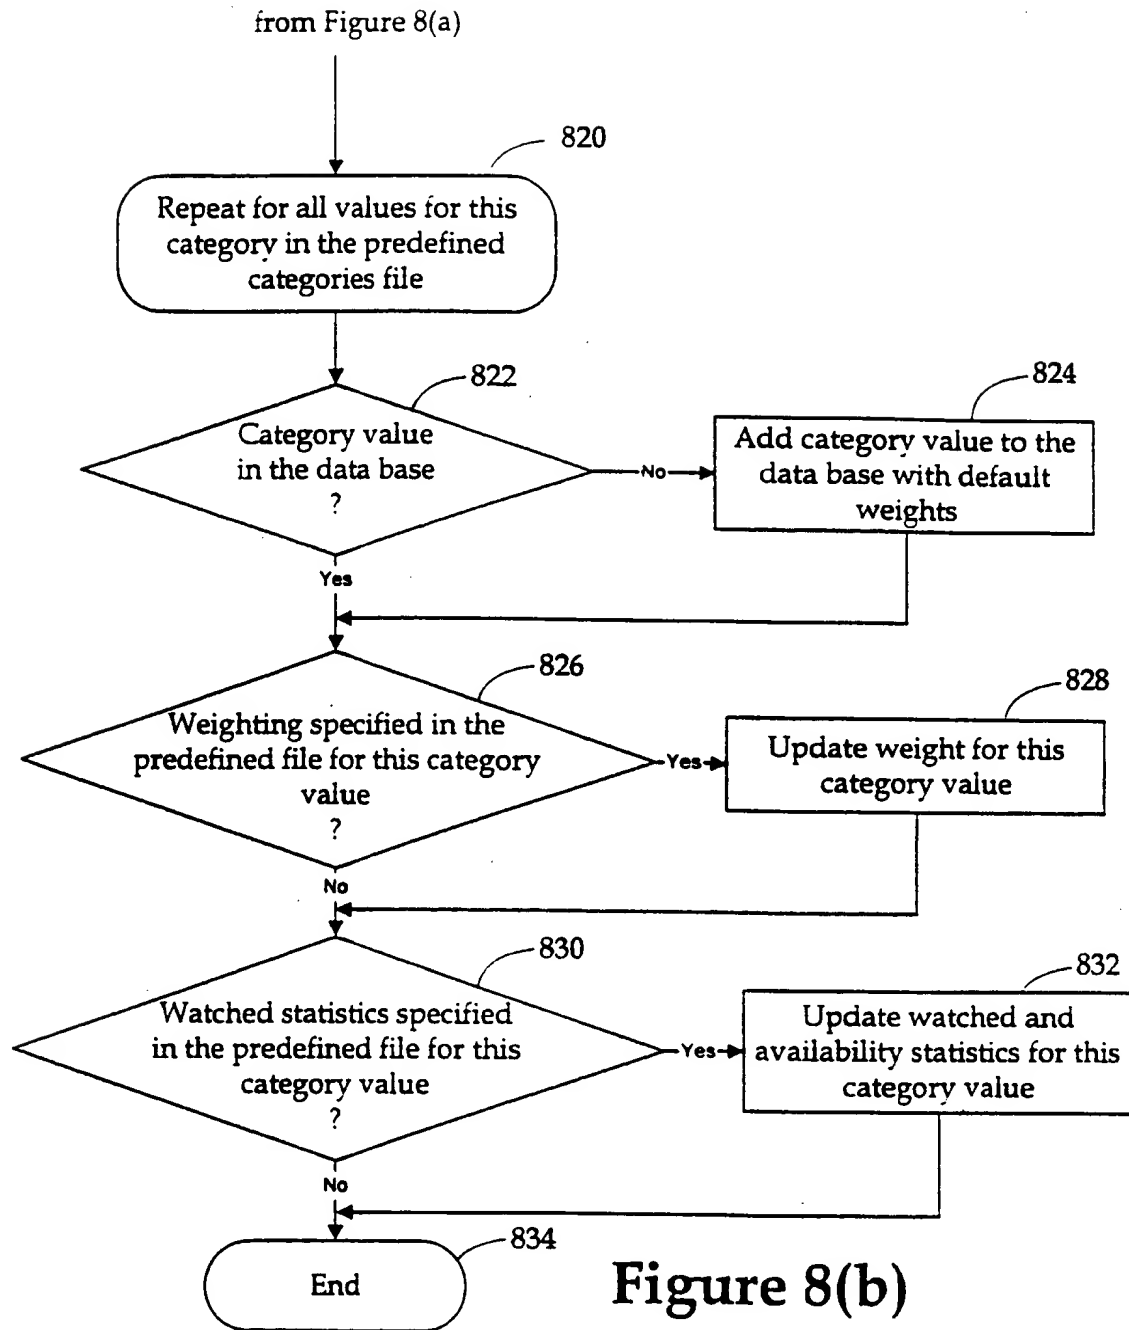 from Figure 8(a)
820
Repeat for all values for this
category in the predefined
categories file
822
Category value
in the data base
?
No
824
Add category value to the
data base with default
weights
Yes
826
Weighting specified in the
predefined file for this category
value
?
Yes
828
Update weight for this
category value
No
830
Watched statistics specified
in the predefined file for this
category value
?
Yes
832
Update watched and
availability statistics for this
category value
No
834
End
Figure 8(b)